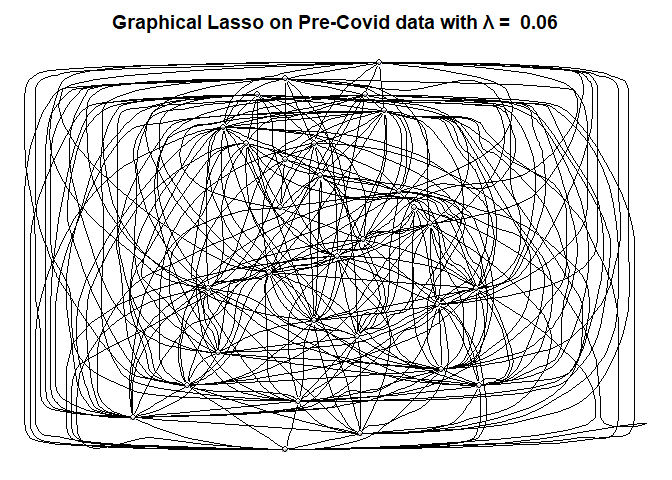 Graphical Lasso on Pre-Covid data with λ = 0.06